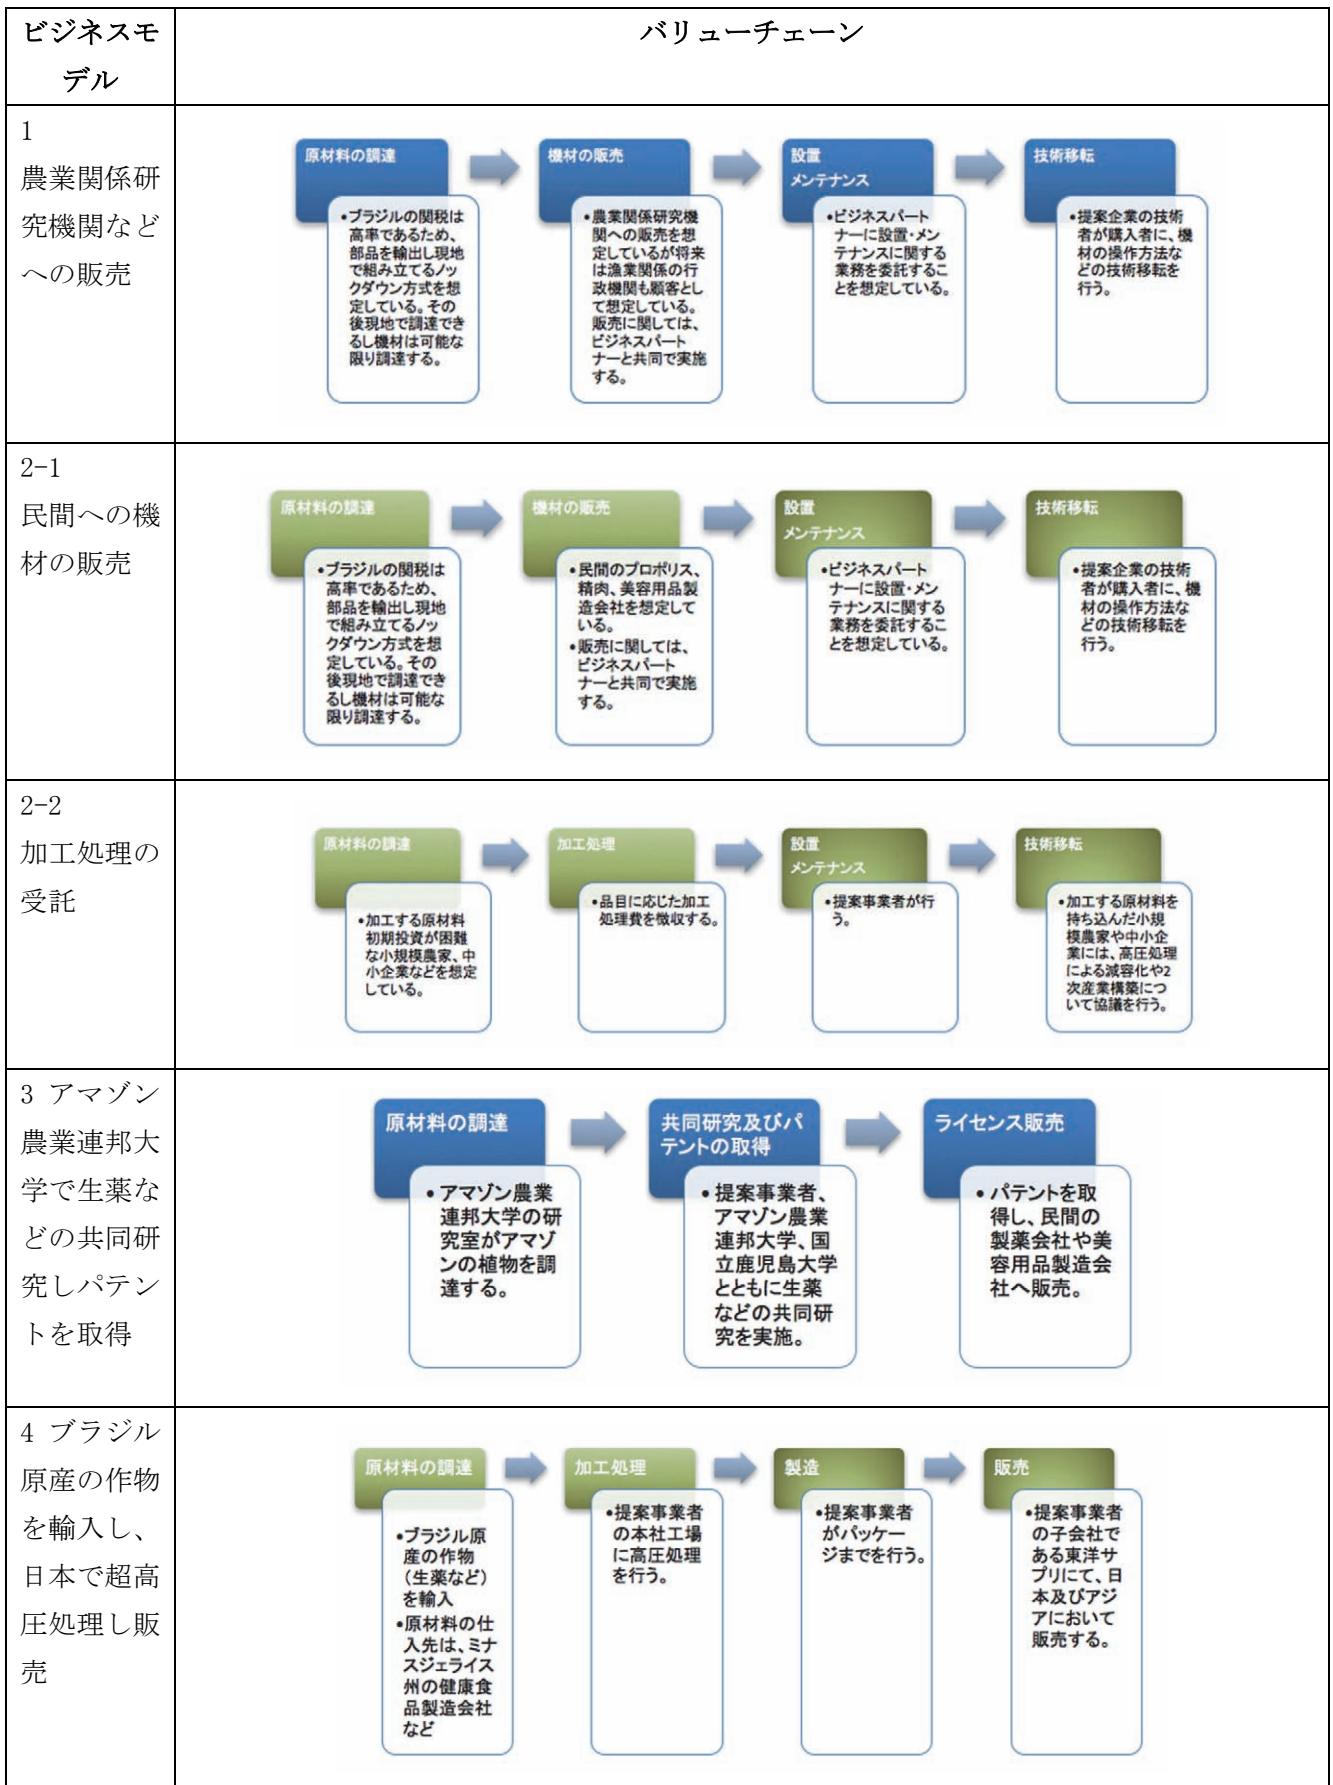 ビジネスモ
デル
バリューチェーン
1
農業関係研
究機関など
への販売
原材料の調達
•ブラジルの関税は
高率であるため、
部品を輸出し現地
で組み立てるノッ
クダウン方式を想
定している。その
後現地で調達でき
るし機材は可能な
限り調達する。
機材の販売
•農業関係研究機
関への販売を想
定しているが将来
は漁業関係の行
政機関も顧客とし
て想定している。
販売に関しては、
ビジネスパート
ナーと共同で実施
する。
設置
メンテナンス
•ビジネスパート
ナーに設置・メン
テナンスに関する
業務を委託するこ
とを想定している。
技術移転
•提案企業の技術
者が購入者に、機
材の操作方法な
どの技術移転を
行う。
2-1
民間への機
材の販売
原材料の調達
•ブラジルの関税は
高率であるため、
部品を輸出し現地
で組み立てるノッ
クダウン方式を想
定している。その
後現地で調達でき
るし機材は可能な
限り調達する。
機材の販売
•民間のプロポリス、
精肉、美容用品製
造会社を想定して
いる。
•販売に関しては、
ビジネスパート
ナーと共同で実施
する。
設置
メンテナンス
•ビジネスパート
ナーに設置・メン
テナンスに関する
業務を委託するこ
とを想定している。
技術移転
•提案企業の技術
者が購入者に、機
材の操作方法な
どの技術移転を
行う。
2-2
加工処理の
受託
原材料の調達
•加工する原材料
初期投資が困難
な小規模農家、中
小企業などを想定
している。
加工処理
•品目に応じた加工
処理費を徴収する。
設置
メンテナンス
•提案事業者が行
う。
技術移転
•加工する原材料を
持ち込んだ小規
模農家や中小企
業には、高圧処理
による減容化や2
次産業構築につ
いて協議を行う。
3 アマゾン
農業連邦大
学で生薬な
どの共同研
究しパテン
トを取得
原材料の調達
• アマゾン農業
連邦大学の研
究室がアマゾ
ンの植物を調
達する。
共同研究及びパ
テントの取得
• 提案事業者、
アマゾン農業
連邦大学、国
立鹿児島大学
とともに生薬
などの共同研
究を実施。
ライセンス販売
• パテントを取
得し、民間の
製薬会社や美
容用品製造会
社へ販売。
4 ブラジル
原産の作物
を輸入し、
日本で超高
圧処理し販
売
原材料の調達
•ブラジル原
産の作物
（生薬など）
を輸入
•原材料の仕
入先は、ミナ
スジェライス
州の健康食
品製造会社
など
加工処理
•提案事業者
の本社工場
に高圧処理
を行う。
製造
•提案事業者
がパッケー
ジまでを行う。
販売
•提案事業者
の子会社で
ある東洋サ
プリにて、日
本及びアジ
アにおいて
販売する。